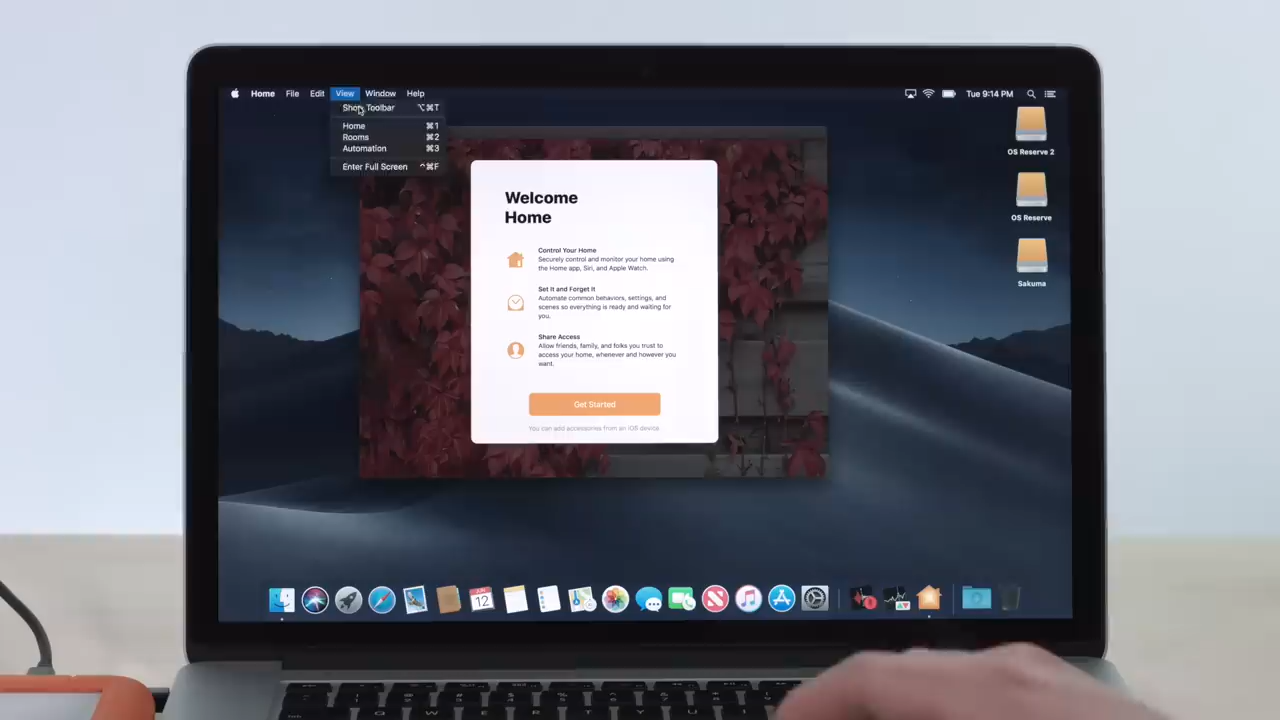 Home File Edit View Window Help
Tue 9:14 PM
Show Toolbar ⌥⌘T
Home ⌘1
Rooms ⌘2
Automation ⌘3
Enter Full Screen ^⌘F
OS Reserve 2
OS Reserve
Sakuma
Welcome
Home
Control Your Home
Securely control and monitor your home using
the Home app, Siri, and Apple Watch.
Set It and Forget It
Automate common behaviors, settings, and
scenes so everything is ready and waiting for
you.
Share Access
Allow friends, family, and folks you trust to
access your home, whenever and however you
want.
Get Started
You can add accessories from an iOS device.
JUN
12